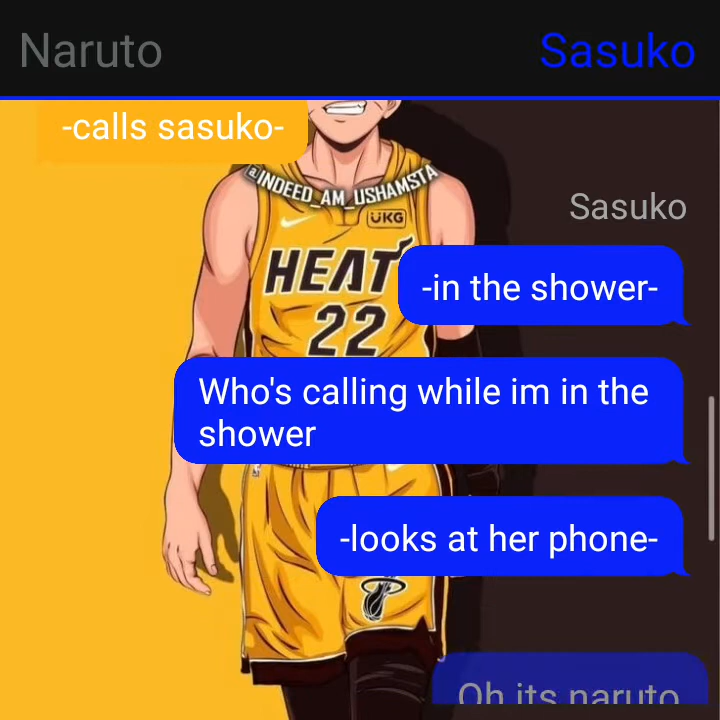 Naruto
Sasuko
-calls sasuko-
@INDEED_AM_USHAMSTA
UKG
Sasuko
HEAT
-in the shower-
22
Who's calling while im in the
shower
-looks at her phone-
Oh its naruto